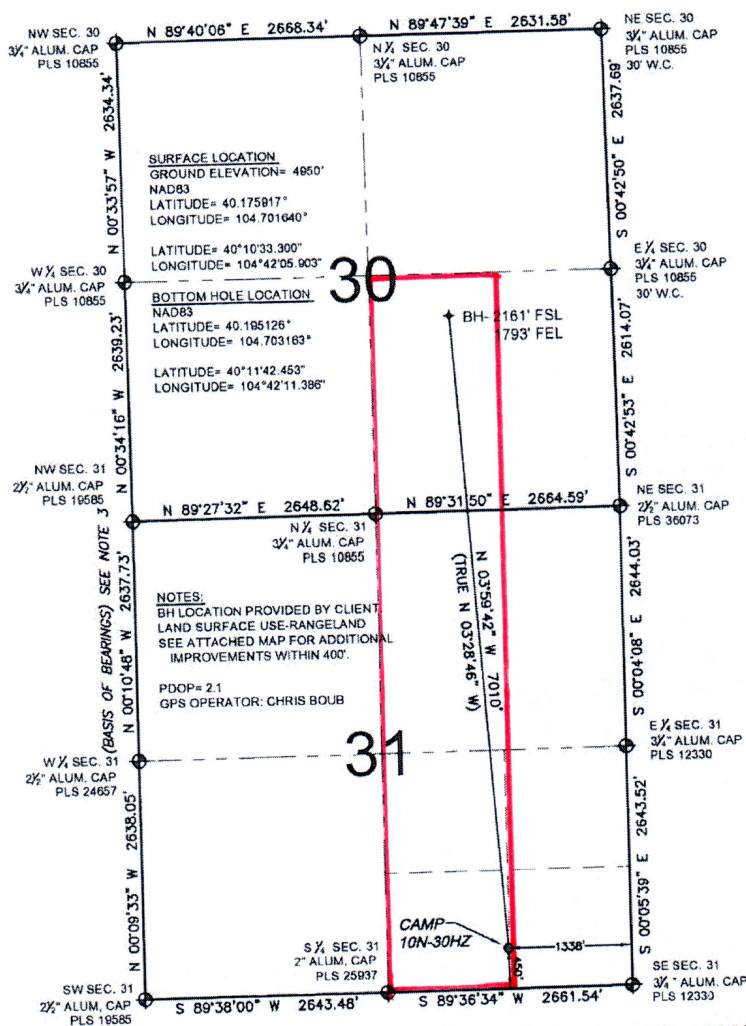 NW SEC. 30
3¼" ALUM. CAP
PLS 10855
N 89°40'06" E 2668.34'
N ¼ SEC. 30
3¼" ALUM. CAP
PLS 10855
N 89°47'39" E 2631.58'
NE SEC. 30
3¼" ALUM. CAP
PLS 10855
30' W.C.
N 00°33'57" W 2634.34'
S 00°42'50" E 2637.69'
SURFACE LOCATION
GROUND ELEVATION= 4950'
NAD83
LATITUDE= 40.175917°
LONGITUDE= 104.701640°
LATITUDE= 40°10'33.300"
LONGITUDE= 104°42'05.903"
W ¼ SEC. 30
3¼" ALUM. CAP
PLS 10855
30
E ¼ SEC. 30
3¼" ALUM. CAP
PLS 10855
30' W.C.
BOTTOM HOLE LOCATION
NAD83
LATITUDE= 40.195126°
LONGITUDE= 104.703163°
LATITUDE= 40°11'42.453"
LONGITUDE= 104°42'11.386"
BH- 2161' FSL
1793' FEL
N 00°34'16" W 2639.23'
S 00°42'53" E 2614.07'
NW SEC. 31
2½" ALUM. CAP
PLS 19585
N 89°27'32" E 2648.62'
N ¼ SEC. 31
3¼" ALUM. CAP
PLS 10855
N 89°31'50" E 2664.59'
NE SEC. 31
2½" ALUM. CAP
PLS 36073
(BASIS OF BEARINGS) SEE NOTE 3
N 00°10'48" W 2637.73'
NOTES:
BH LOCATION PROVIDED BY CLIENT
LAND SURFACE USE-RANGELAND
SEE ATTACHED MAP FOR ADDITIONAL
IMPROVEMENTS WITHIN 400'.
PDOP= 2.1
GPS OPERATOR: CHRIS BOUB
N 03°59'42" W 7010'
(TRUE N 03°28'46" W)
S 00°04'08" E 2644.03'
W ¼ SEC. 31
2½" ALUM. CAP
PLS 24657
31
E ¼ SEC. 31
3¼" ALUM. CAP
PLS 12330
N 00°09'33" W 2638.05'
S 00°05'39" E 2643.52'
CAMP
10N-30HZ
1338'
450'
SW SEC. 31
2½" ALUM. CAP
PLS 19585
S 89°38'00" W 2643.48'
S ¼ SEC. 31
2" ALUM. CAP
PLS 25937
S 89°36'34" W 2661.54'
SE SEC. 31
3¼" ALUM. CAP
PLS 12330